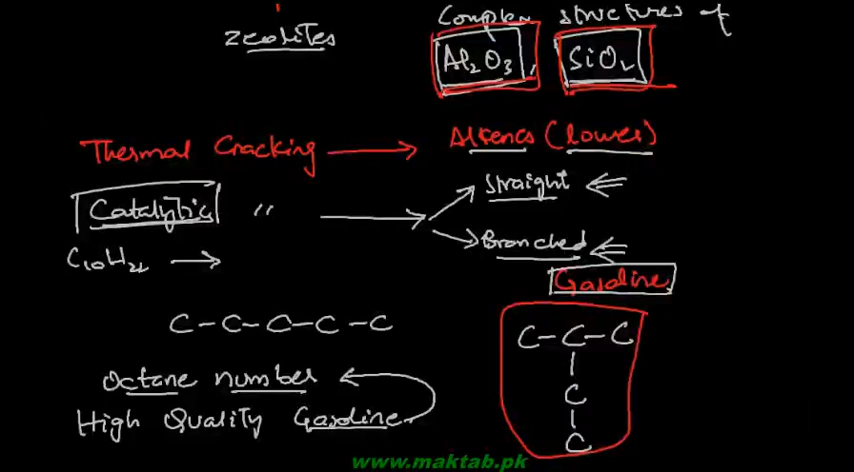 Complex structures of
zeolites
Al₂O₃, SiO₂
Thermal Cracking → Alkenes (lower)
Catalytic " → Straight
Branched
C₁₀H₂₂ →
Gasoline
C-C-C-C-C
C-C-C
C
C
Octane number
High Quality Gasoline
www.maktab.pk